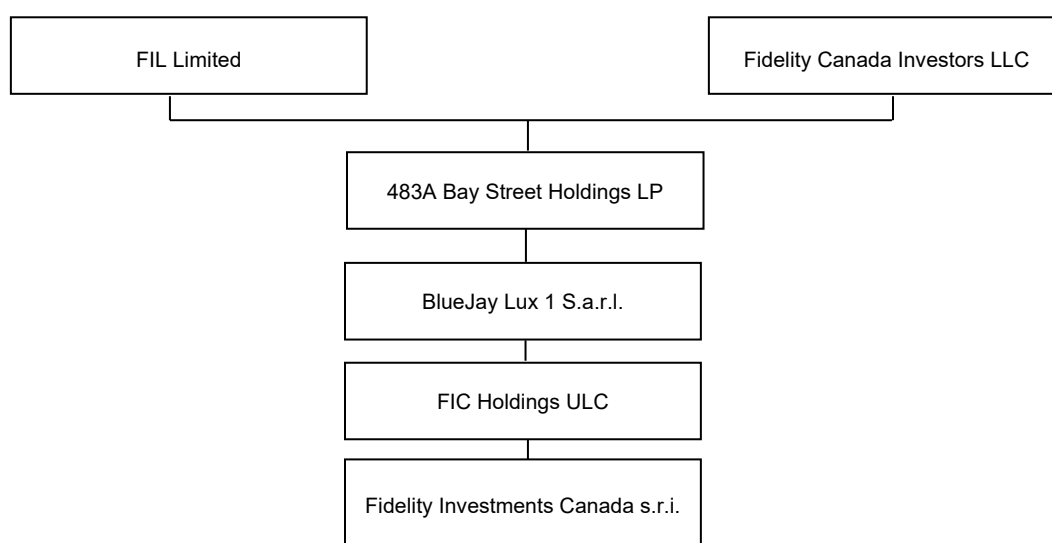 FIL Limited
Fidelity Canada Investors LLC
483A Bay Street Holdings LP
BlueJay Lux 1 S.a.r.l.
FIC Holdings ULC
Fidelity Investments Canada s.r.i.